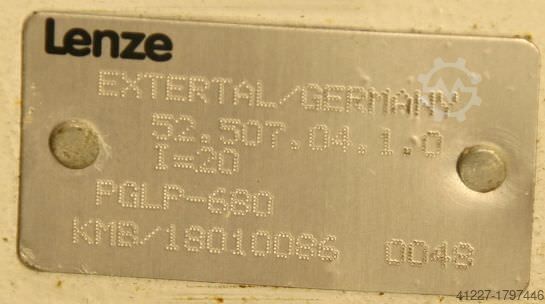 Lenze
EXTERTAL/GERMANY
52.507.04.1.0
I=20
PGLP-680
KMB/18010086 0048
41227-1797446